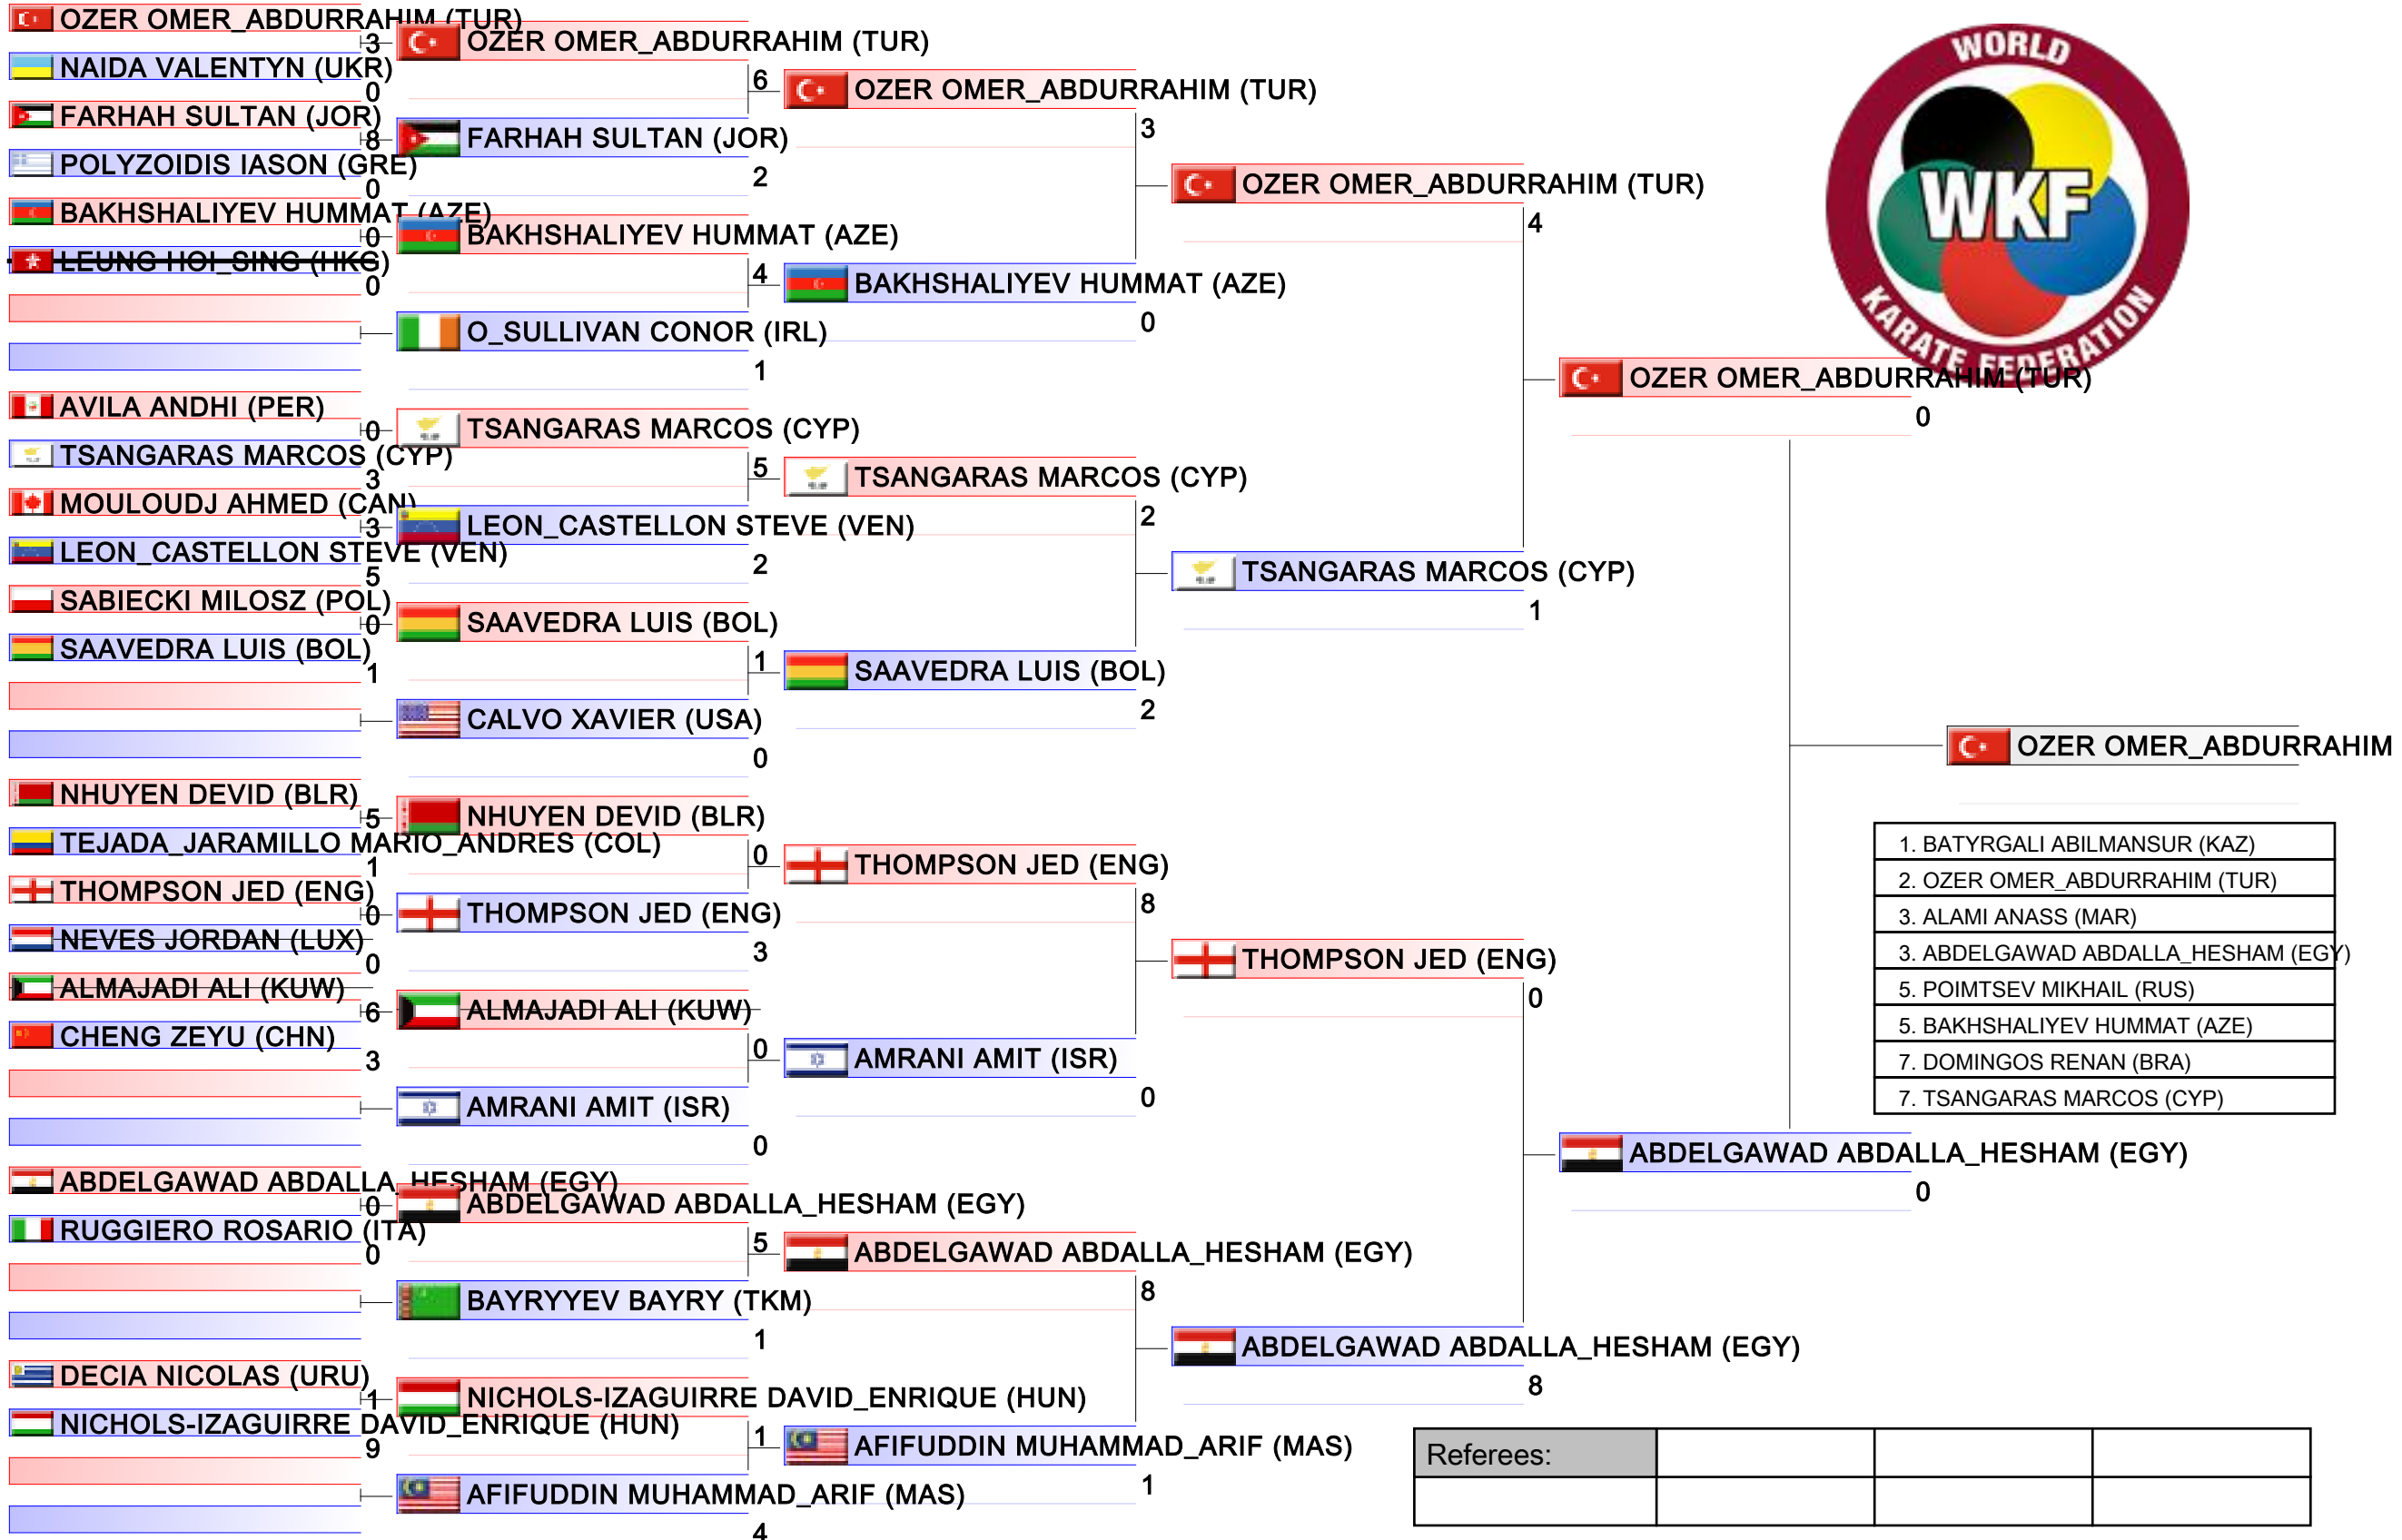 OZER OMER_ABDURRAHIM (TUR)
3
NAIDA VALENTYN (UKR)
0
FARHAH SULTAN (JOR)
8
POLYZOIDIS IASON (GRE)
0
BAKHSHALIYEV HUMMAT (AZE)
0
LEUNG HOI_SING (HKG)
0
AVILA ANDHI (PER)
0
TSANGARAS MARCOS (CYP)
3
MOULOUDJ AHMED (CAN)
3
LEON_CASTELLON STEVE (VEN)
5
SABIECKI MILOSZ (POL)
0
SAAVEDRA LUIS (BOL)
1
NHUYEN DEVID (BLR)
5
TEJADA_JARAMILLO MARIO_ANDRES (COL)
1
THOMPSON JED (ENG)
0
NEVES JORDAN (LUX)
0
ALMAJADI ALI (KUW)
6
CHENG ZEYU (CHN)
3
ABDELGAWAD ABDALLA_HESHAM (EGY)
0
RUGGIERO ROSARIO (ITA)
0
DECIA NICOLAS (URU)
1
NICHOLS-IZAGUIRRE DAVID_ENRIQUE (HUN)
9
OZER OMER_ABDURRAHIM (TUR)
6
FARHAH SULTAN (JOR)
2
BAKHSHALIYEV HUMMAT (AZE)
4
O_SULLIVAN CONOR (IRL)
1
TSANGARAS MARCOS (CYP)
5
LEON_CASTELLON STEVE (VEN)
2
SAAVEDRA LUIS (BOL)
1
CALVO XAVIER (USA)
0
NHUYEN DEVID (BLR)
0
THOMPSON JED (ENG)
3
ALMAJADI ALI (KUW)
0
AMRANI AMIT (ISR)
0
ABDELGAWAD ABDALLA_HESHAM (EGY)
5
BAYRYYEV BAYRY (TKM)
1
NICHOLS-IZAGUIRRE DAVID_ENRIQUE (HUN)
1
AFIFUDDIN MUHAMMAD_ARIF (MAS)
4
OZER OMER_ABDURRAHIM (TUR)
3
BAKHSHALIYEV HUMMAT (AZE)
0
TSANGARAS MARCOS (CYP)
2
SAAVEDRA LUIS (BOL)
2
THOMPSON JED (ENG)
8
AMRANI AMIT (ISR)
0
ABDELGAWAD ABDALLA_HESHAM (EGY)
8
AFIFUDDIN MUHAMMAD_ARIF (MAS)
1
OZER OMER_ABDURRAHIM (TUR)
4
TSANGARAS MARCOS (CYP)
1
THOMPSON JED (ENG)
0
ABDELGAWAD ABDALLA_HESHAM (EGY)
8
WORLD
WKF
KARATE FEDERATION
OZER OMER_ABDURRAHIM (TUR)
0
ABDELGAWAD ABDALLA_HESHAM (EGY)
0
OZER OMER_ABDURRAHIM
1. BATYRGALI ABILMANSUR (KAZ)
2. OZER OMER_ABDURRAHIM (TUR)
3. ALAMI ANASS (MAR)
3. ABDELGAWAD ABDALLA_HESHAM (EGY)
5. POIMTSEV MIKHAIL (RUS)
5. BAKHSHALIYEV HUMMAT (AZE)
7. DOMINGOS RENAN (BRA)
7. TSANGARAS MARCOS (CYP)
Referees: